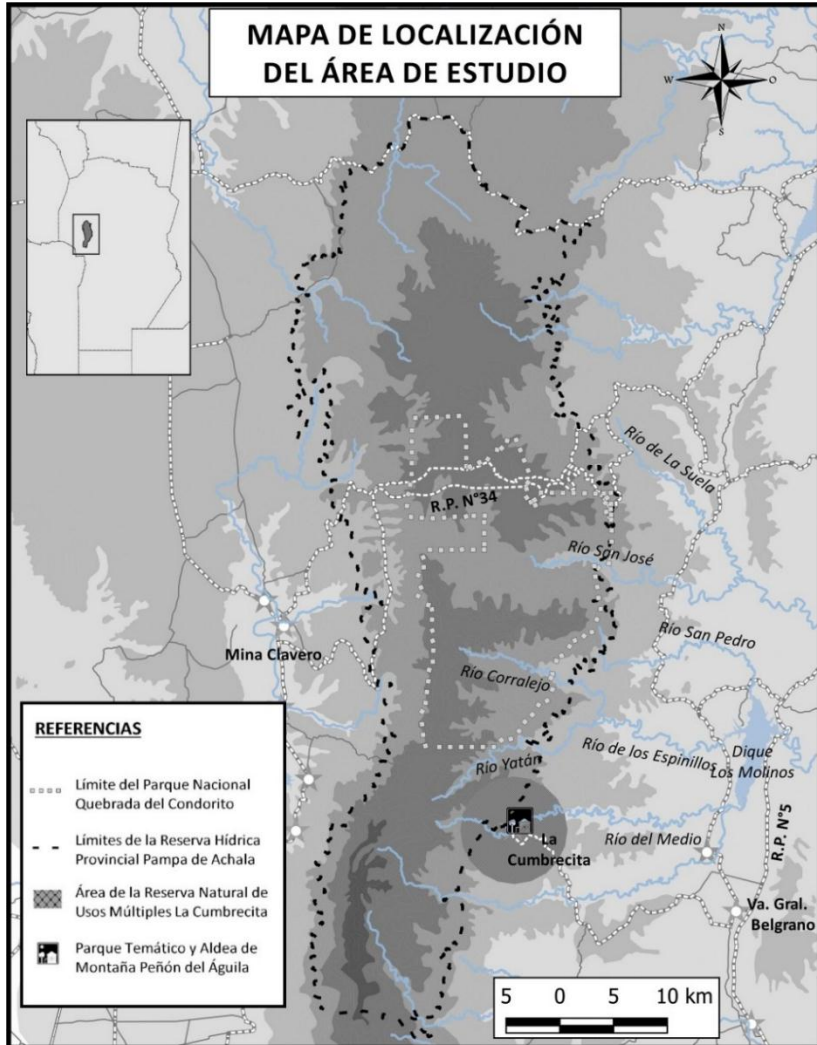 MAPA DE LOCALIZACIÓN
DEL ÁREA DE ESTUDIO
N
W
O
S
Río de La Suela
R.P. N°34
Río San José
Mina Clavero
Río San Pedro
Río Corralejo
Río Yatán
Río de los Espinillos
Dique
Los Molinos
R.P. N°5
La
Cumbrecita
Río del Medio
Va. Gral.
Belgrano
REFERENCIAS
Límite del Parque Nacional
Quebrada del Condorito
Límites de la Reserva Hídrica
Provincial Pampa de Achala
Área de la Reserva Natural de
Usos Múltiples La Cumbrecita
Parque Temático y Aldea de
Montaña Peñón del Águila
5 0 5 10 km